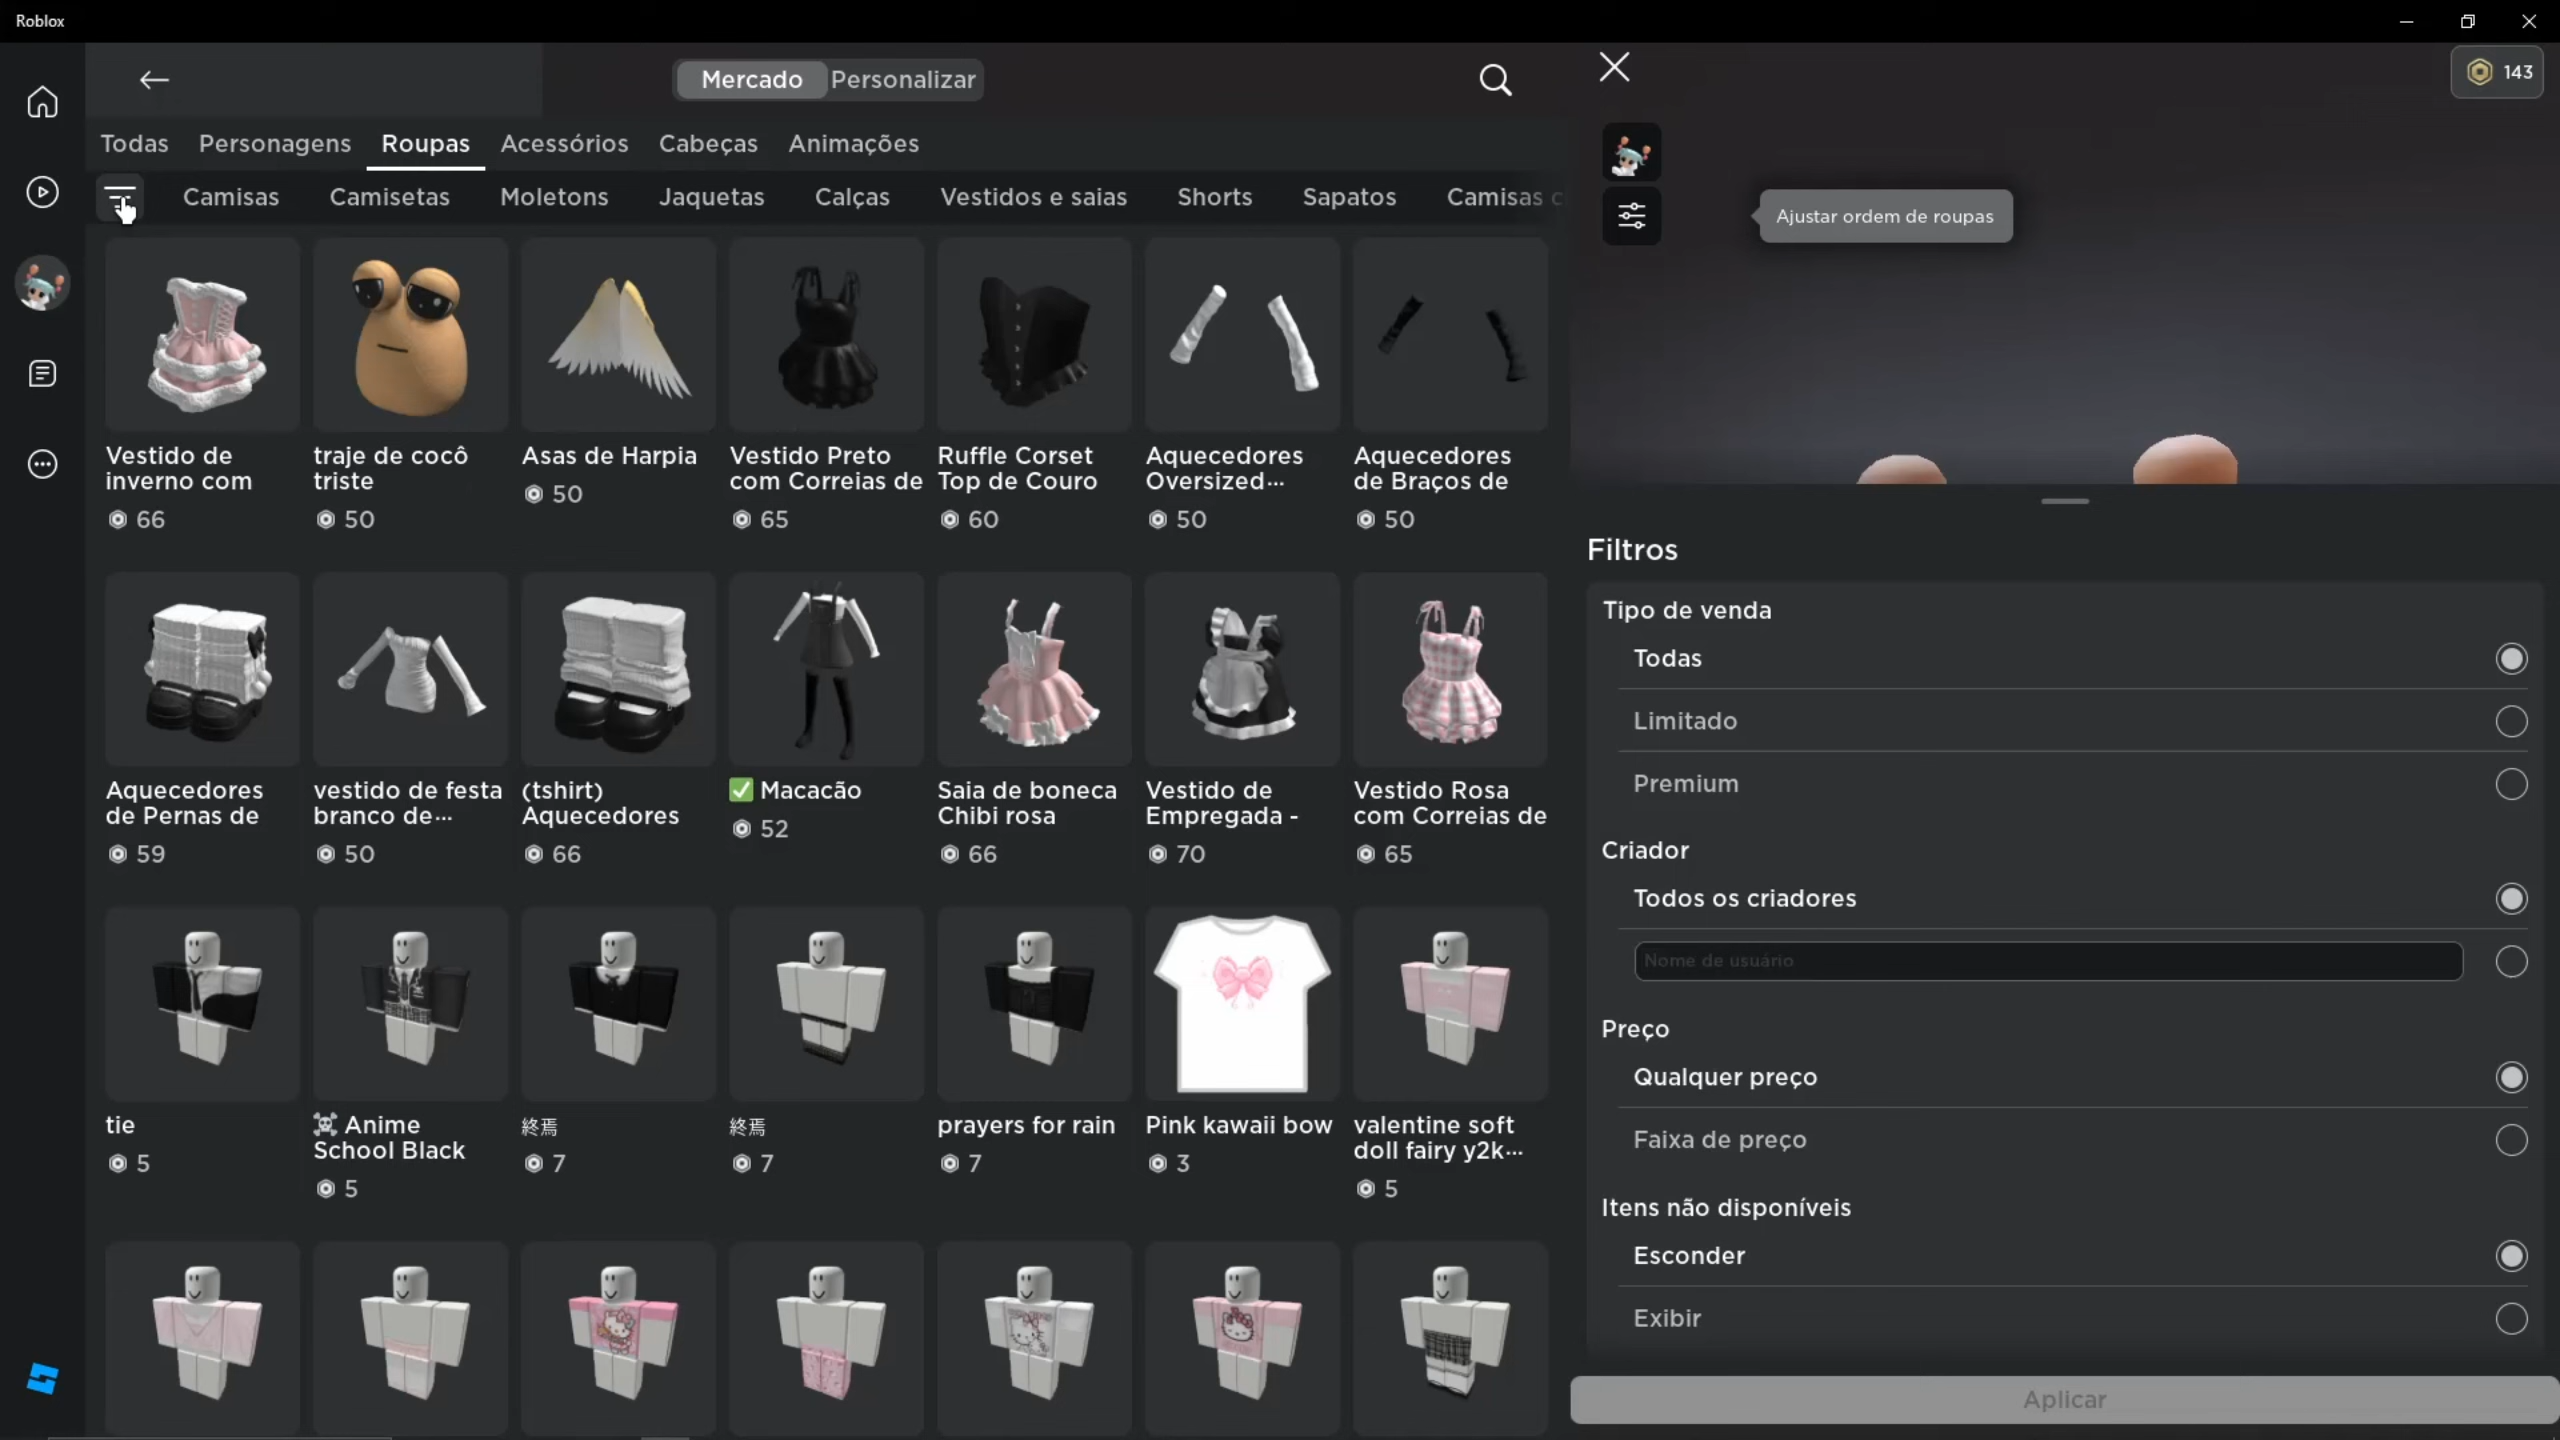 Roblox
Mercado Personalizar
143
Todas Personagens Roupas Acessórios Cabeças Animações
Camisas Camisetas Moletons Jaquetas Calças Vestidos e saias Shorts Sapatos Camisas c
Ajustar ordem de roupas
Vestido de
inverno com
66
traje de cocô
triste
50
Asas de Harpia
50
Vestido Preto
com Correias de
65
Ruffle Corset
Top de Couro
60
Aquecedores
Oversized...
50
Aquecedores
de Braços de
50
Aquecedores
de Pernas de
59
vestido de festa
branco de...
50
(tshirt)
Aquecedores
66
✅ Macacão
52
Saia de boneca
Chibi rosa
66
Vestido de
Empregada -
70
Vestido Rosa
com Correias de
65
tie
5
☠️ Anime
School Black
5
終焉
7
終焉
7
prayers for rain
7
Pink kawaii bow
3
valentine soft
doll fairy y2k...
5
Filtros
Tipo de venda
Todas
Limitado
Premium
Criador
Todos os criadores
Nome de usuário
Preço
Qualquer preço
Faixa de preço
Itens não disponíveis
Esconder
Exibir
Aplicar